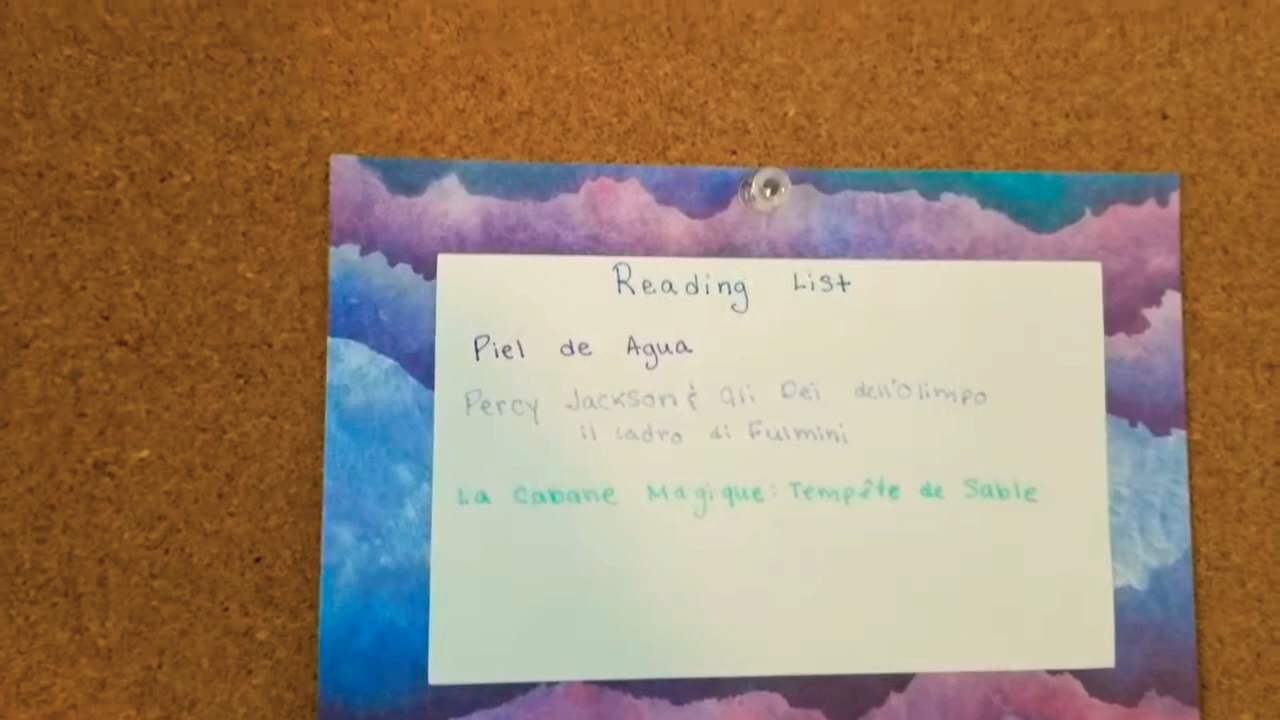 Reading List
Piel de Agua
Percy Jackson & Gli Dei dell'Olimpo
il Ladro di Fulmini
La Cabane Magique: Tempête de Sable